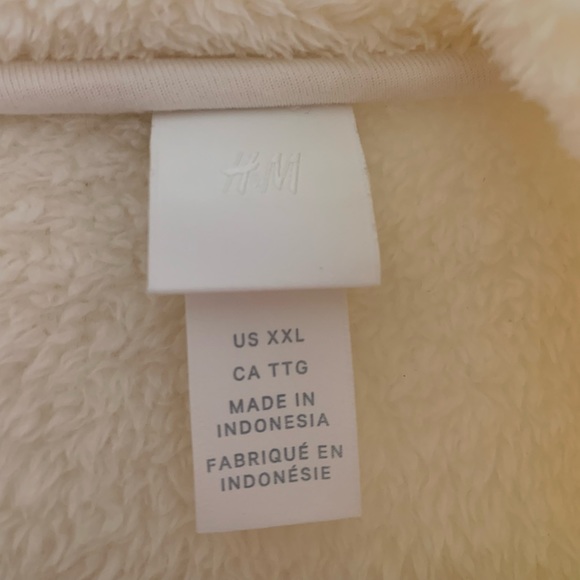 H&M
US XXL
CA TTG
MADE IN
INDONESIA
FABRIQUÉ EN
INDONÉSIE